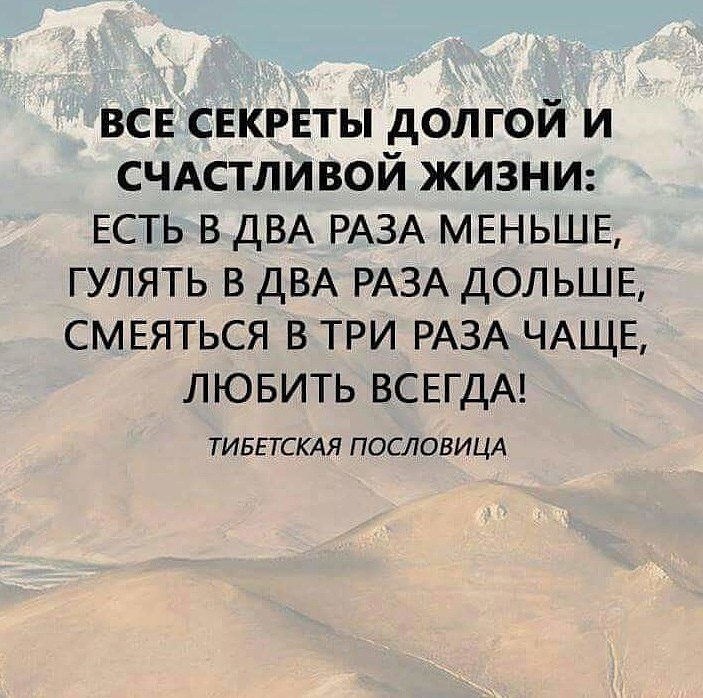 ВСЕ СЕКРЕТЫ ДОЛГОЙ И
СЧАСТЛИВОЙ ЖИЗНИ:
ЕСТЬ В ДВА РАЗА МЕНЬШЕ,
ГУЛЯТЬ В ДВА РАЗА ДОЛЬШЕ,
СМЕЯТЬСЯ В ТРИ РАЗА ЧАЩЕ,
ЛЮБИТЬ ВСЕГДА!
ТИБЕТСКАЯ ПОСЛОВИЦА